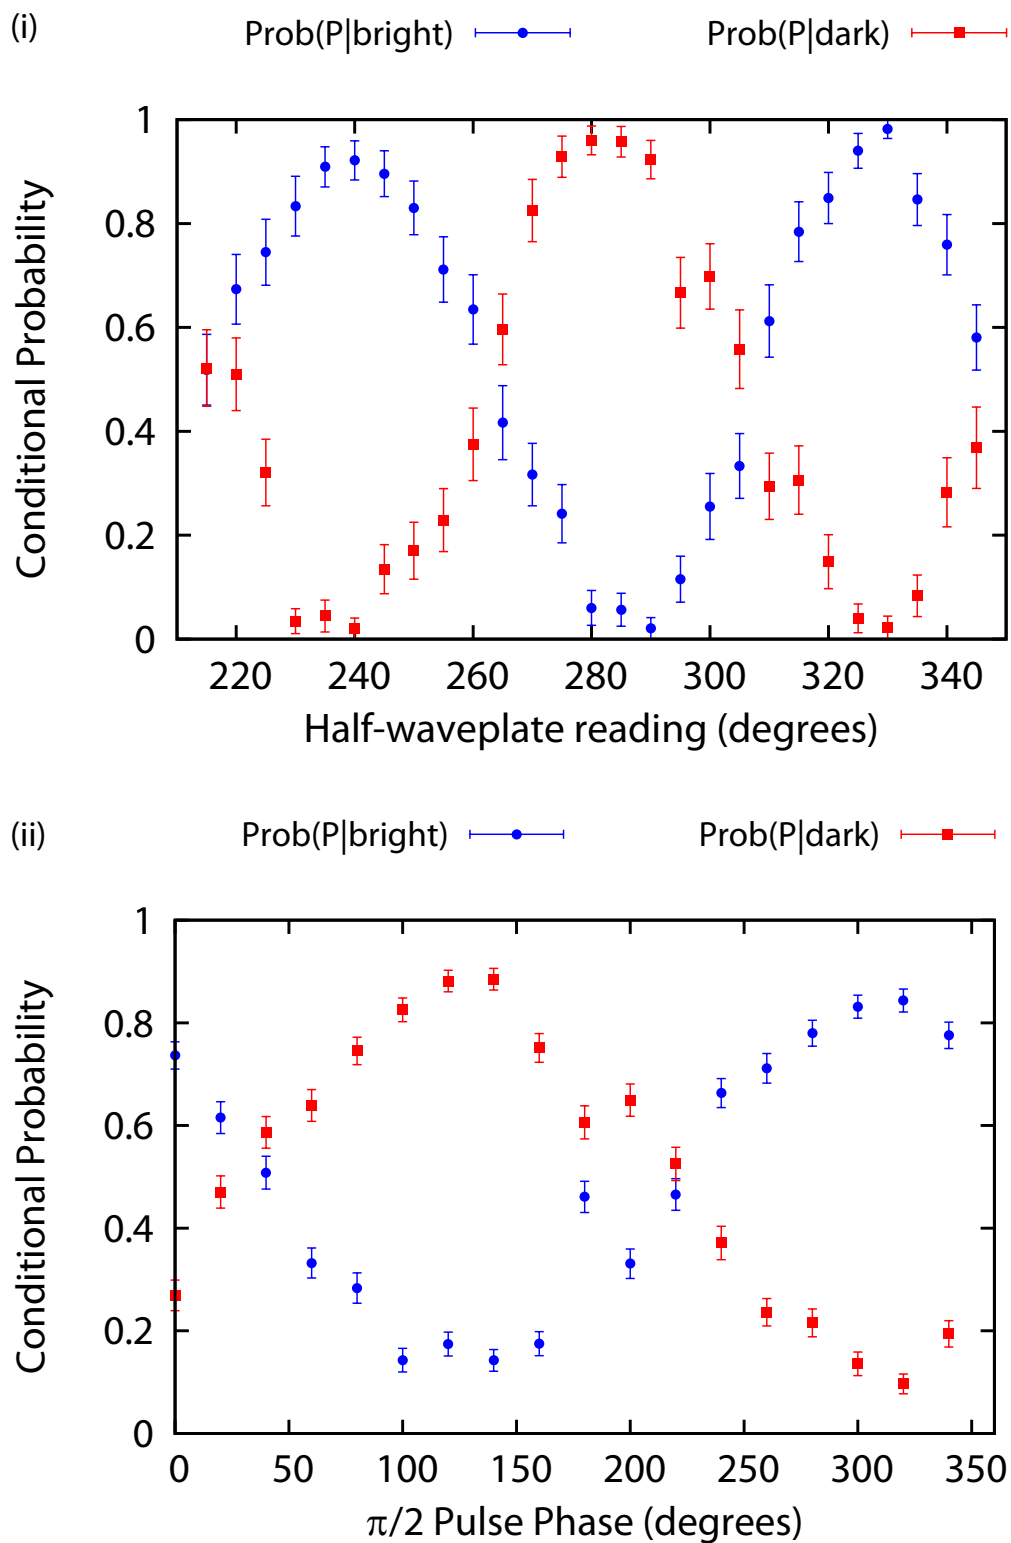 (i)
Prob(P|bright) Prob(P|dark)
1
0.8
0.6
0.4
0.2
0
Conditional Probability
220 240 260 280 300 320 340
Half-waveplate reading (degrees)
(ii)
Prob(P|bright) Prob(P|dark)
1
0.8
0.6
0.4
0.2
0
Conditional Probability
0 50 100 150 200 250 300 350
π/2 Pulse Phase (degrees)